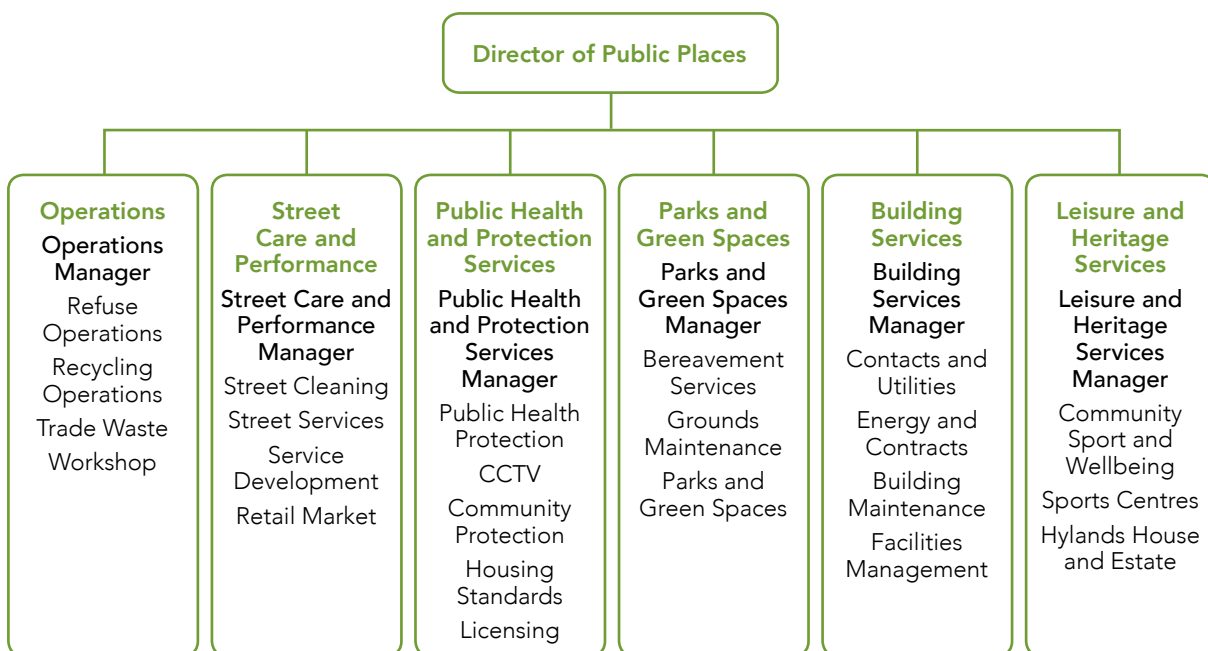 Director of Public Places
Operations
Operations
Manager
Refuse
Operations
Recycling
Operations
Trade Waste
Workshop
Street
Care and
Performance
Street Care and
Performance
Manager
Street Cleaning
Street Services
Service
Development
Retail Market
Public Health
and Protection
Services
Public Health
and Protection
Services
Manager
Public Health
Protection
CCTV
Community
Protection
Housing
Standards
Licensing
Parks and
Green Spaces
Parks and
Green Spaces
Manager
Bereavement
Services
Grounds
Maintenance
Parks and
Green Spaces
Building
Services
Building
Services
Manager
Contacts and
Utilities
Energy and
Contracts
Building
Maintenance
Facilities
Management
Leisure and
Heritage
Services
Leisure and
Heritage
Services
Manager
Community
Sport and
Wellbeing
Sports Centres
Hylands House
and Estate